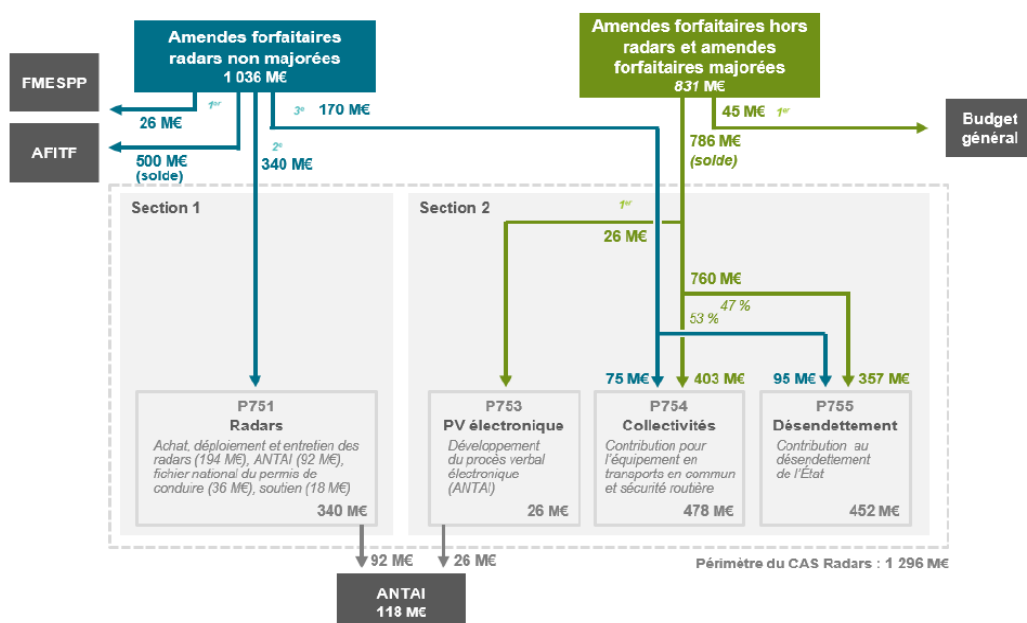 Amendes forfaitaires
radars non majorées
1 036 M€
Amendes forfaitaires hors
radars et amendes
forfaitaires majorées
831 M€
FMESPP
AFITF
Budget
général
1er
26 M€
3e
170 M€
45 M€
1er
2e
500 M€
(solde)
340 M€
786 M€
(solde)
Section 1
Section 2
1er
26 M€
760 M€
47 %
53 %
75 M€
403 M€
95 M€
357 M€
P751
Radars
Achat, déploiement et entretien des
radars (194 M€), ANTAI (92 M€),
fichier national du permis de
conduire (36 M€), soutien (18 M€)
340 M€
P753
PV électronique
Développement
du procès verbal
électronique
(ANTAI)
26 M€
P754
Collectivités
Contribution pour
l'équipement en
transports en commun
et sécurité routière
478 M€
P755
Désendettement
Contribution au
désendettement
de l'État
452 M€
92 M€
26 M€
Périmètre du CAS Radars : 1 296 M€
ANTAI
118 M€